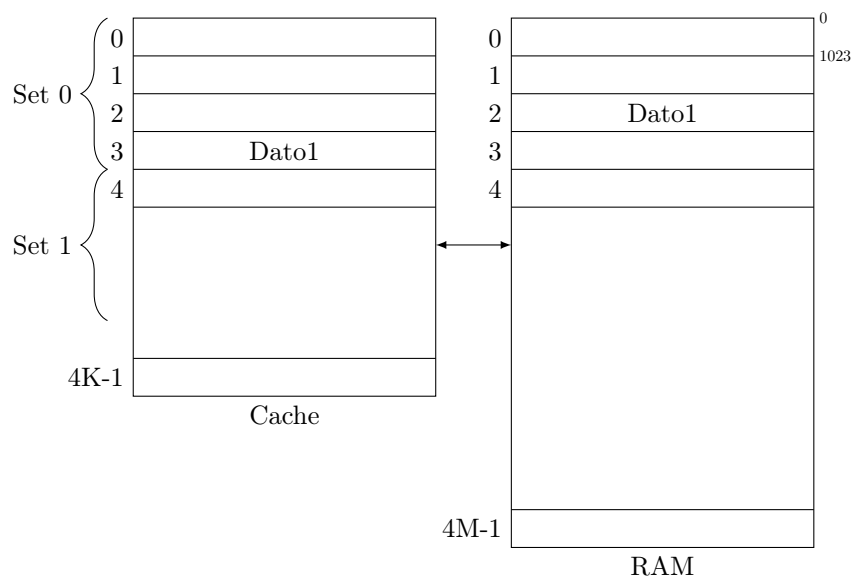 Set 0
Set 1
0
1
2
3 Dato1
4
4K-1
Cache
0
1
2 Dato1
3
4
4M-1
RAM
0
1023